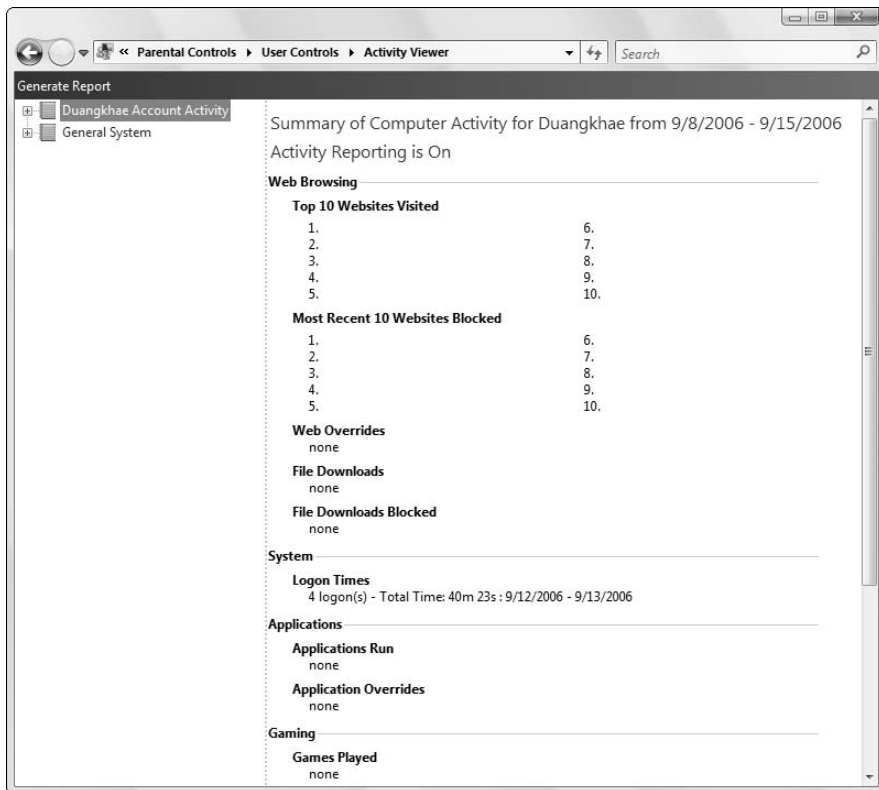 « Parental Controls ▸ User Controls ▸ Activity Viewer
Search
Generate Report
Duangkhae Account Activity
General System
Summary of Computer Activity for Duangkhae from 9/8/2006 - 9/15/2006
Activity Reporting is On
Web Browsing
Top 10 Websites Visited
1. 6.
2. 7.
3. 8.
4. 9.
5. 10.
Most Recent 10 Websites Blocked
1. 6.
2. 7.
3. 8.
4. 9.
5. 10.
Web Overrides
none
File Downloads
none
File Downloads Blocked
none
System
Logon Times
4 logon(s) - Total Time: 40m 23s : 9/12/2006 - 9/13/2006
Applications
Applications Run
none
Application Overrides
none
Gaming
Games Played
none